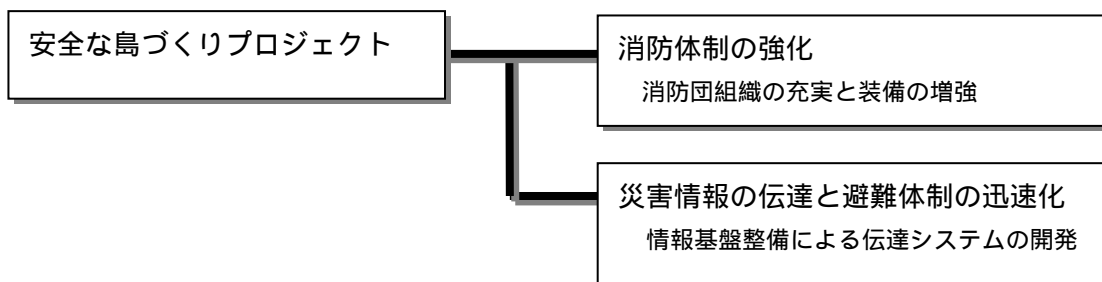 安全な島づくりプロジェクト
消防体制の強化
消防団組織の充実と装備の増強
災害情報の伝達と避難体制の迅速化
情報基盤整備による伝達システムの開発